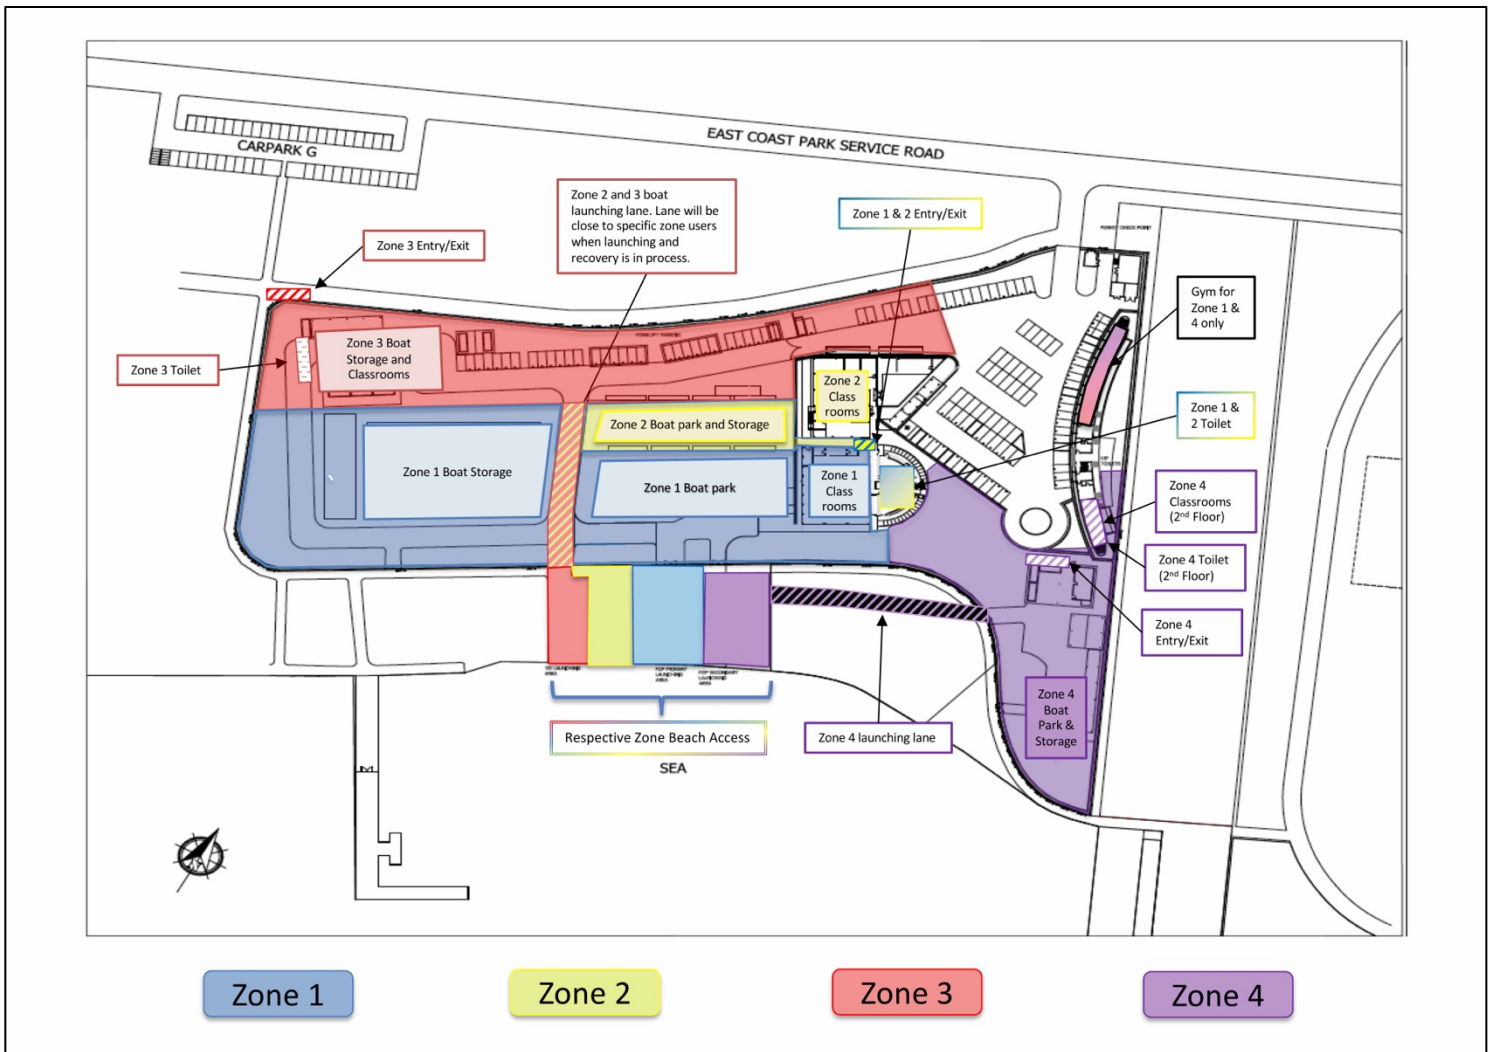 EAST COAST PARK SERVICE ROAD
CARPARK G
Zone 2 and 3 boat
launching lane. Lane will be
close to specific zone users
when launching and
recovery is in process.
Zone 1 & 2 Entry/Exit
Zone 3 Entry/Exit
Gym for
Zone 1 &
4 only
Zone 3 Toilet
Zone 3 Boat
Storage and
Classrooms
Zone 2
Class
rooms
Zone 1 &
2 Toilet
Zone 2 Boat park and Storage
Zone 1 Boat Storage
Zone 1 Boat park
Zone 1
Class
rooms
Zone 4
Classrooms
(2nd Floor)
Zone 4 Toilet
(2nd Floor)
Zone 4
Entry/Exit
Zone 4
Boat
Park &
Storage
Respective Zone Beach Access
Zone 4 launching lane
SEA
Zone 1
Zone 2
Zone 3
Zone 4